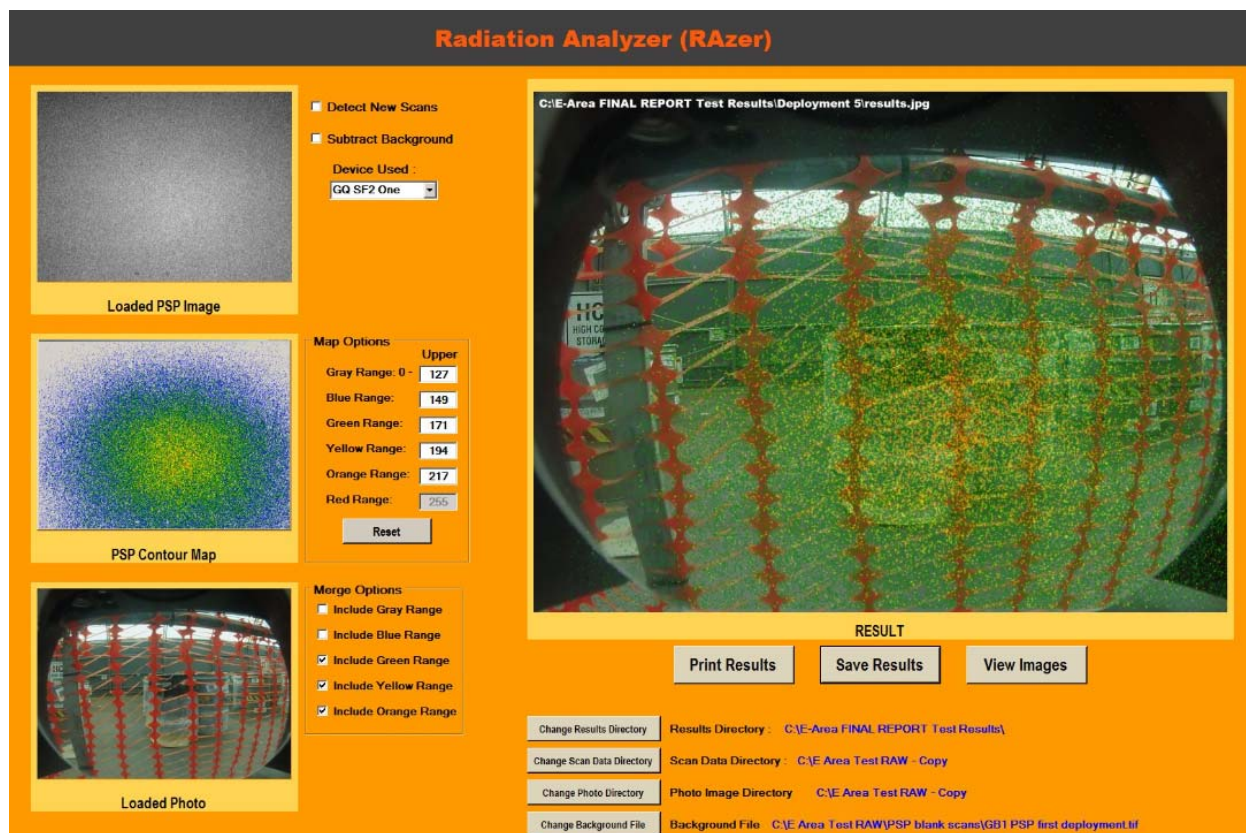 Radiation Analyzer (RAzer)
Loaded PSP Image
Detect New Scans
Subtract Background
Device Used :
GQ SF2 One
PSP Contour Map
Map Options
Upper
Gray Range: 0 - 127
Blue Range: 149
Green Range: 171
Yellow Range: 194
Orange Range: 217
Red Range: 255
Reset
Loaded Photo
Merge Options
Include Gray Range
Include Blue Range
Include Green Range
Include Yellow Range
Include Orange Range
C:\E-Area FINAL REPORT Test Results\Deployment 5\results.jpg
HIGH
RESULT
Print Results Save Results View Images
Change Results Directory Results Directory : C:\E-Area FINAL REPORT Test Results\
Change Scan Data Directory Scan Data Directory : C:\E Area Test RAW - Copy
Change Photo Directory Photo Image Directory C:\E Area Test RAW - Copy
Change Background File Background File C:\E Area Test RAW\PSP blank scans\GB1 PSP first deployment.tif